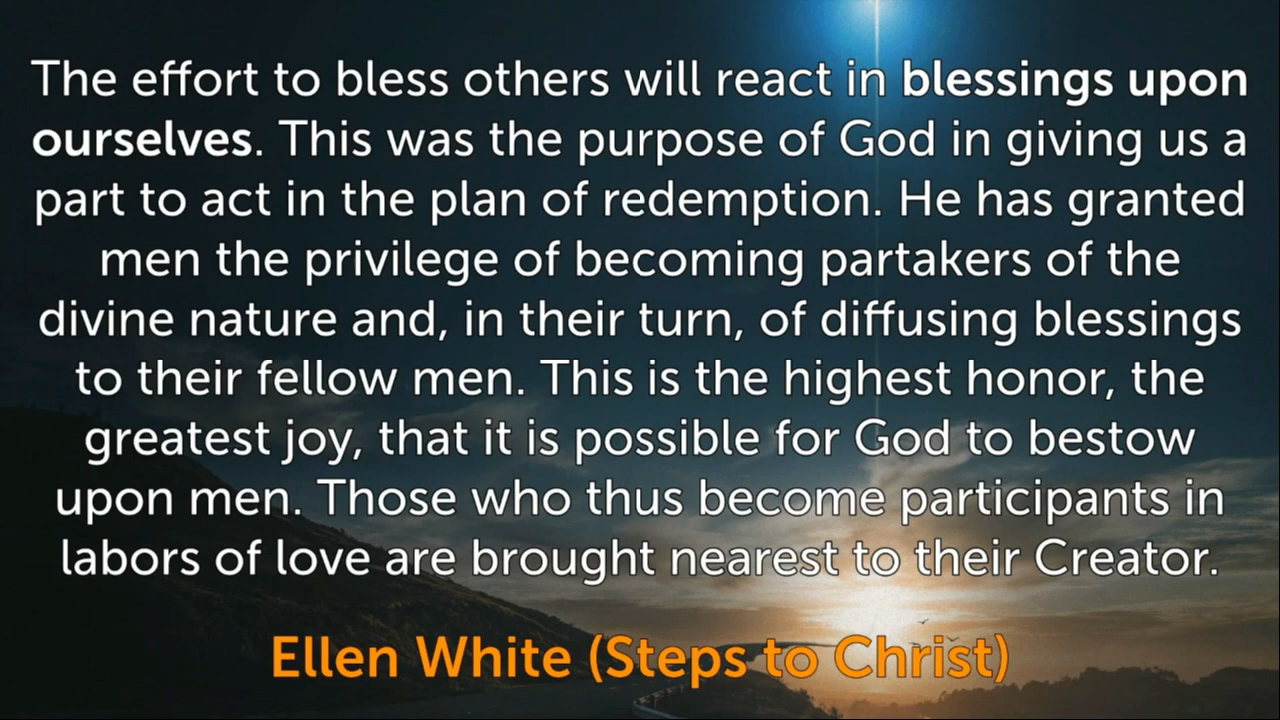 The effort to bless others will react in blessings upon
ourselves. This was the purpose of God in giving us a
part to act in the plan of redemption. He has granted
men the privilege of becoming partakers of the
divine nature and, in their turn, of diffusing blessings
to their fellow men. This is the highest honor, the
greatest joy, that it is possible for God to bestow
upon men. Those who thus become participants in
labors of love are brought nearest to their Creator.
Ellen White (Steps to Christ)